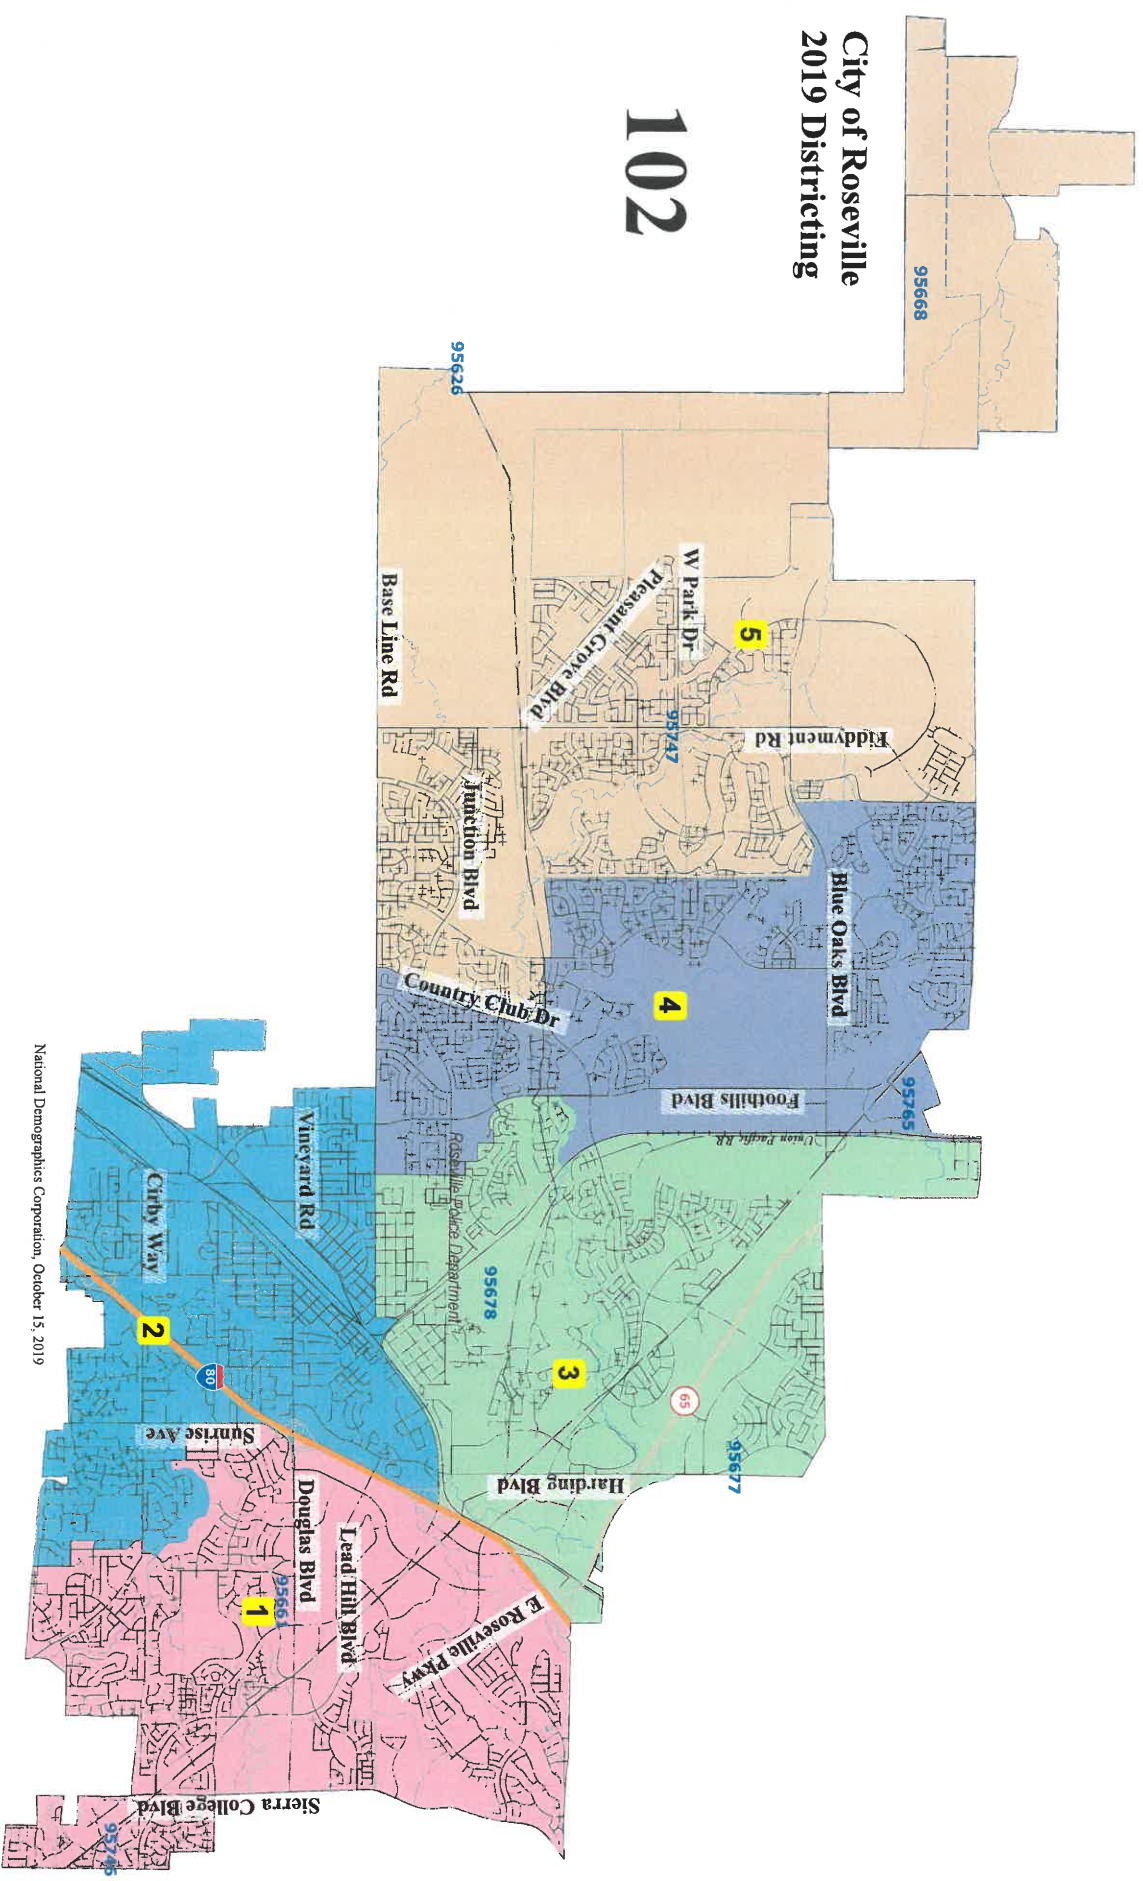 City of Roseville
2019 Districting
102
95668
95626
W Park Dr
Pleasant Grove Blvd
5
Base Line Rd
95747
Fiddyment Rd
Junction Blvd
Blue Oaks Blvd
4
Country Club Dr
Foothills Blvd
95765
Union Pacific RR
Roseville Police Department
Vineyard Rd
Cirby Way
95678
3
65
2
80
Sunrise Ave
Harding Blvd
95677
Douglas Blvd
Lead Hill Blvd
95661
1
E Roseville Pkwy
Sierra College Blvd
95746
National Demographics Corporation, October 15, 2019